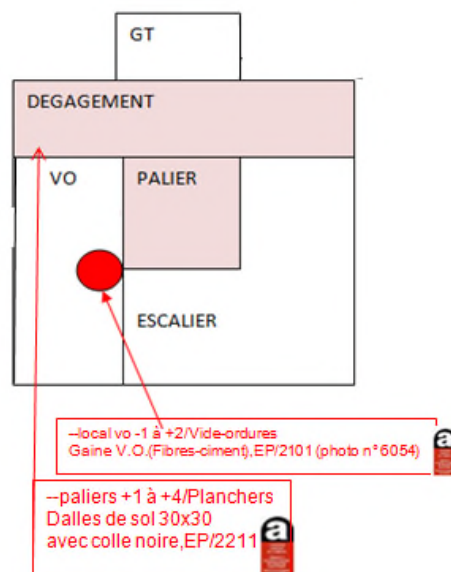 GT
DEGAGEMENT
VO
PALIER
ESCALIER
--local vo -1 à +2/Vide-ordures
Gaine V.O.(Fibres-ciment),EP/2101 (photo n°6054)
a
--paliers +1 à +4/Planchers
Dalles de sol 30x30
avec colle noire,EP/2211
a